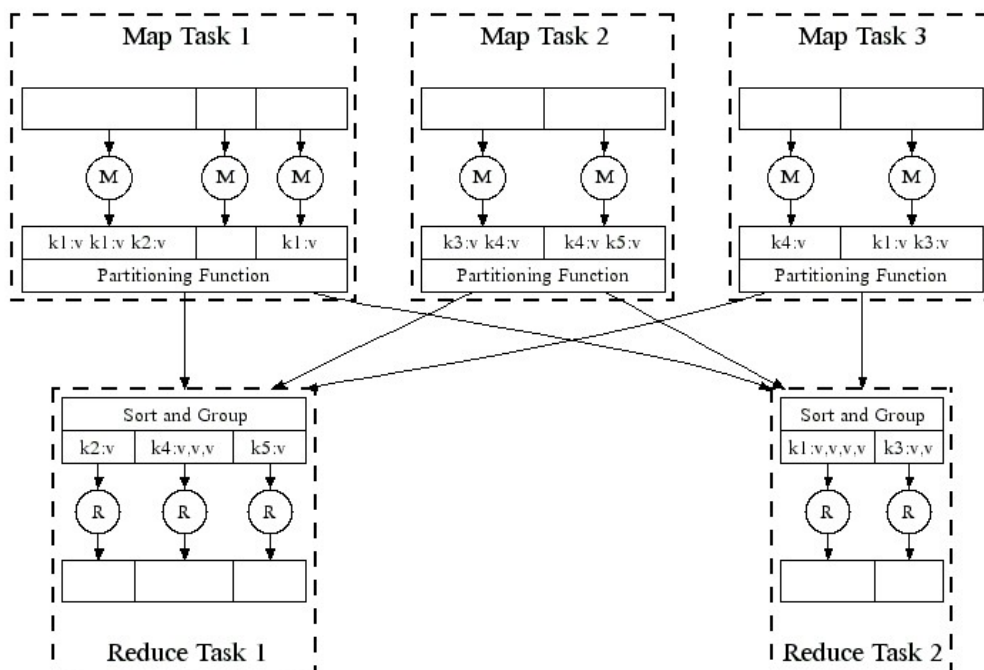 Map Task 1
Map Task 2
Map Task 3
M
M
M
M
M
M
M
k1:v k1:v k2:v
k1:v
k3:v k4:v
k4:v k5:v
k4:v
k1:v k3:v
Partitioning Function
Partitioning Function
Partitioning Function
Sort and Group
Sort and Group
k2:v
k4:v,v,v
k5:v
k1:v,v,v,v
k3:v,v
R
R
R
R
R
Reduce Task 1
Reduce Task 2